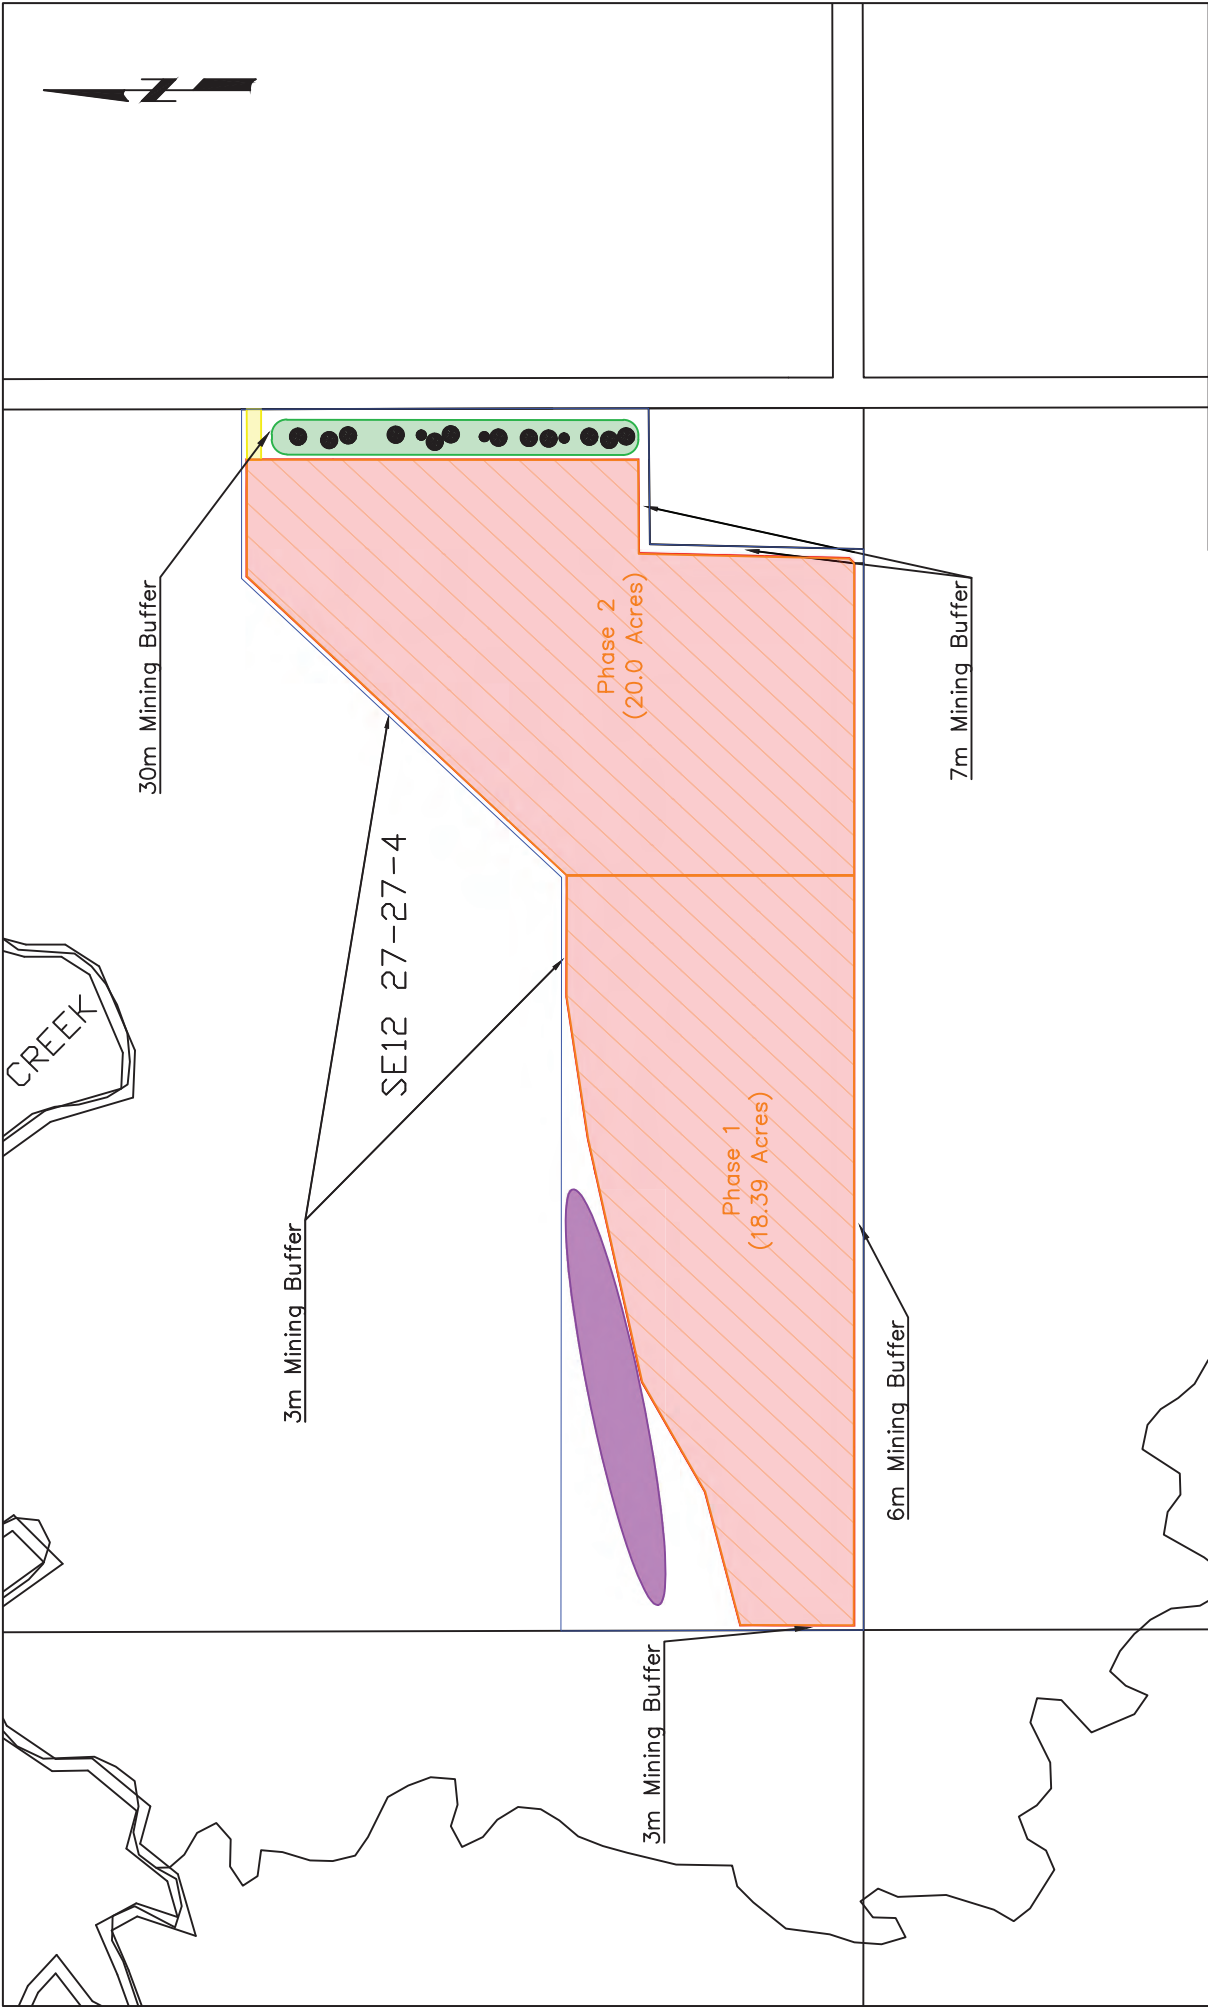 N
30m Mining Buffer
CREEK
3m Mining Buffer
SE12 27-27-4
Phase 2
(20.0 Acres)
Phase 1
(18.39 Acres)
3m Mining Buffer
6m Mining Buffer
7m Mining Buffer